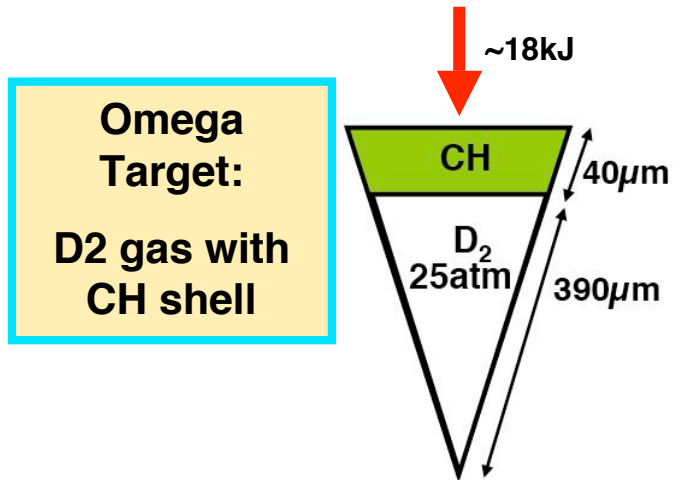 Omega
Target:
D2 gas with
CH shell
~18kJ
CH
40μm
D₂
25atm
390μm